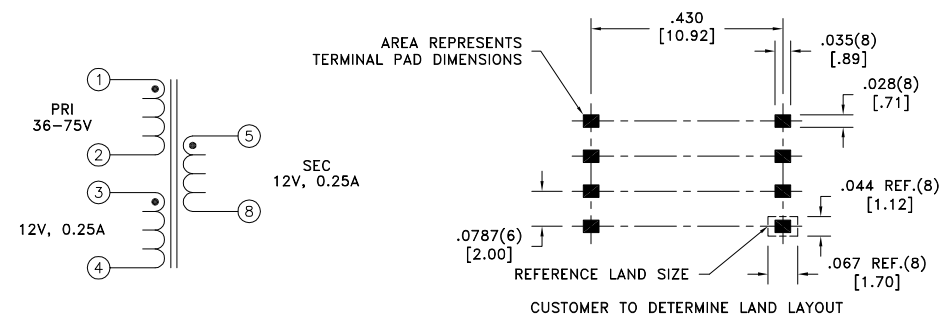 1
PRI
36-75V
2
3
12V, 0.25A
4
5
SEC
12V, 0.25A
8
AREA REPRESENTS
TERMINAL PAD DIMENSIONS
.430
[10.92]
.035(8)
[.89]
.028(8)
[.71]
.044 REF.(8)
[1.12]
.0787(6)
[2.00]
REFERENCE LAND SIZE
.067 REF.(8)
[1.70]
CUSTOMER TO DETERMINE LAND LAYOUT